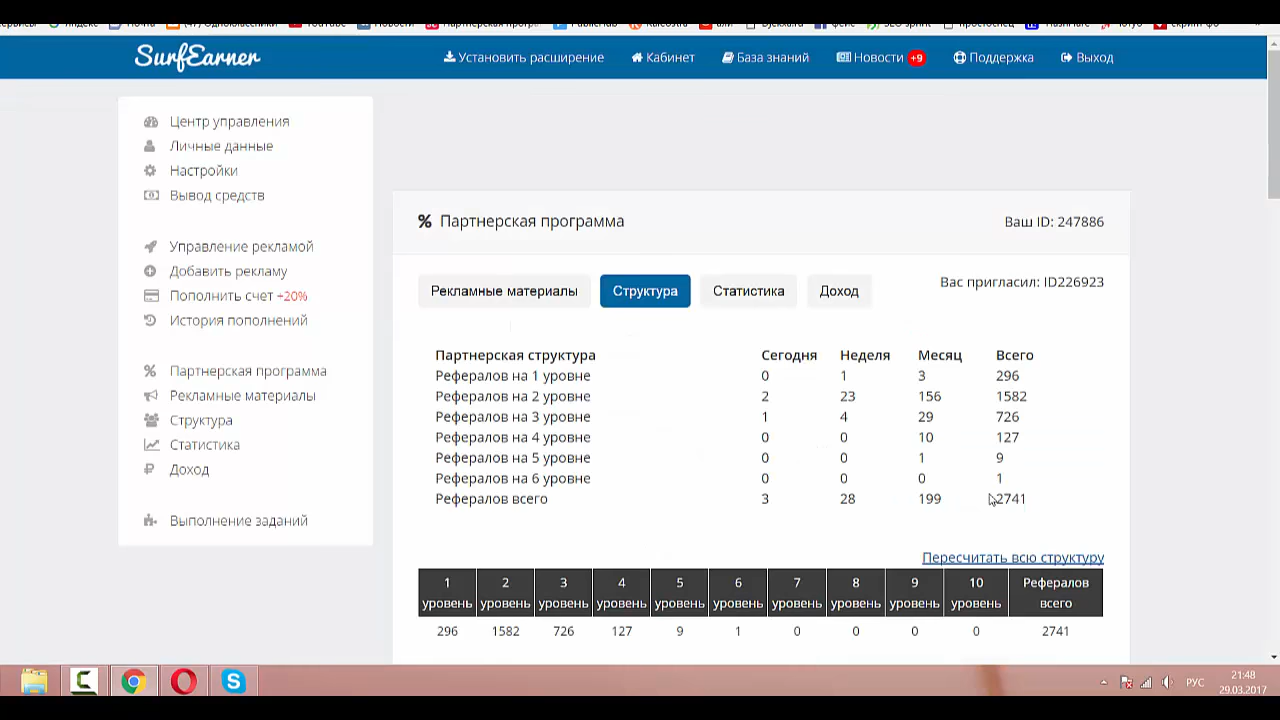 Новости
SurfEarner
Установить расширение Кабинет База знаний Новости +9 Поддержка Выход
Центр управления
Личные данные
Настройки
Вывод средств
Управление рекламой
Добавить рекламу
Пополнить счет +20%
История пополнений
Партнерская программа
Рекламные материалы
Структура
Статистика
Доход
Выполнение заданий
% Партнерская программа Ваш ID: 247886
Рекламные материалы Структура Статистика Доход Вас пригласил: ID226923
Партнерская структура Сегодня Неделя Месяц Всего
Рефералов на 1 уровне 0 1 3 296
Рефералов на 2 уровне 2 23 156 1582
Рефералов на 3 уровне 1 4 29 726
Рефералов на 4 уровне 0 0 10 127
Рефералов на 5 уровне 0 0 1 9
Рефералов на 6 уровне 0 0 0 1
Рефералов всего 3 28 199 2741
Пересчитать всю структуру
1 2 3 4 5 6 7 8 9 10 Рефералов
уровень уровень уровень уровень уровень уровень уровень уровень уровень уровень всего
296 1582 726 127 9 1 0 0 0 0 2741
РУС
21:48
29.03.2017